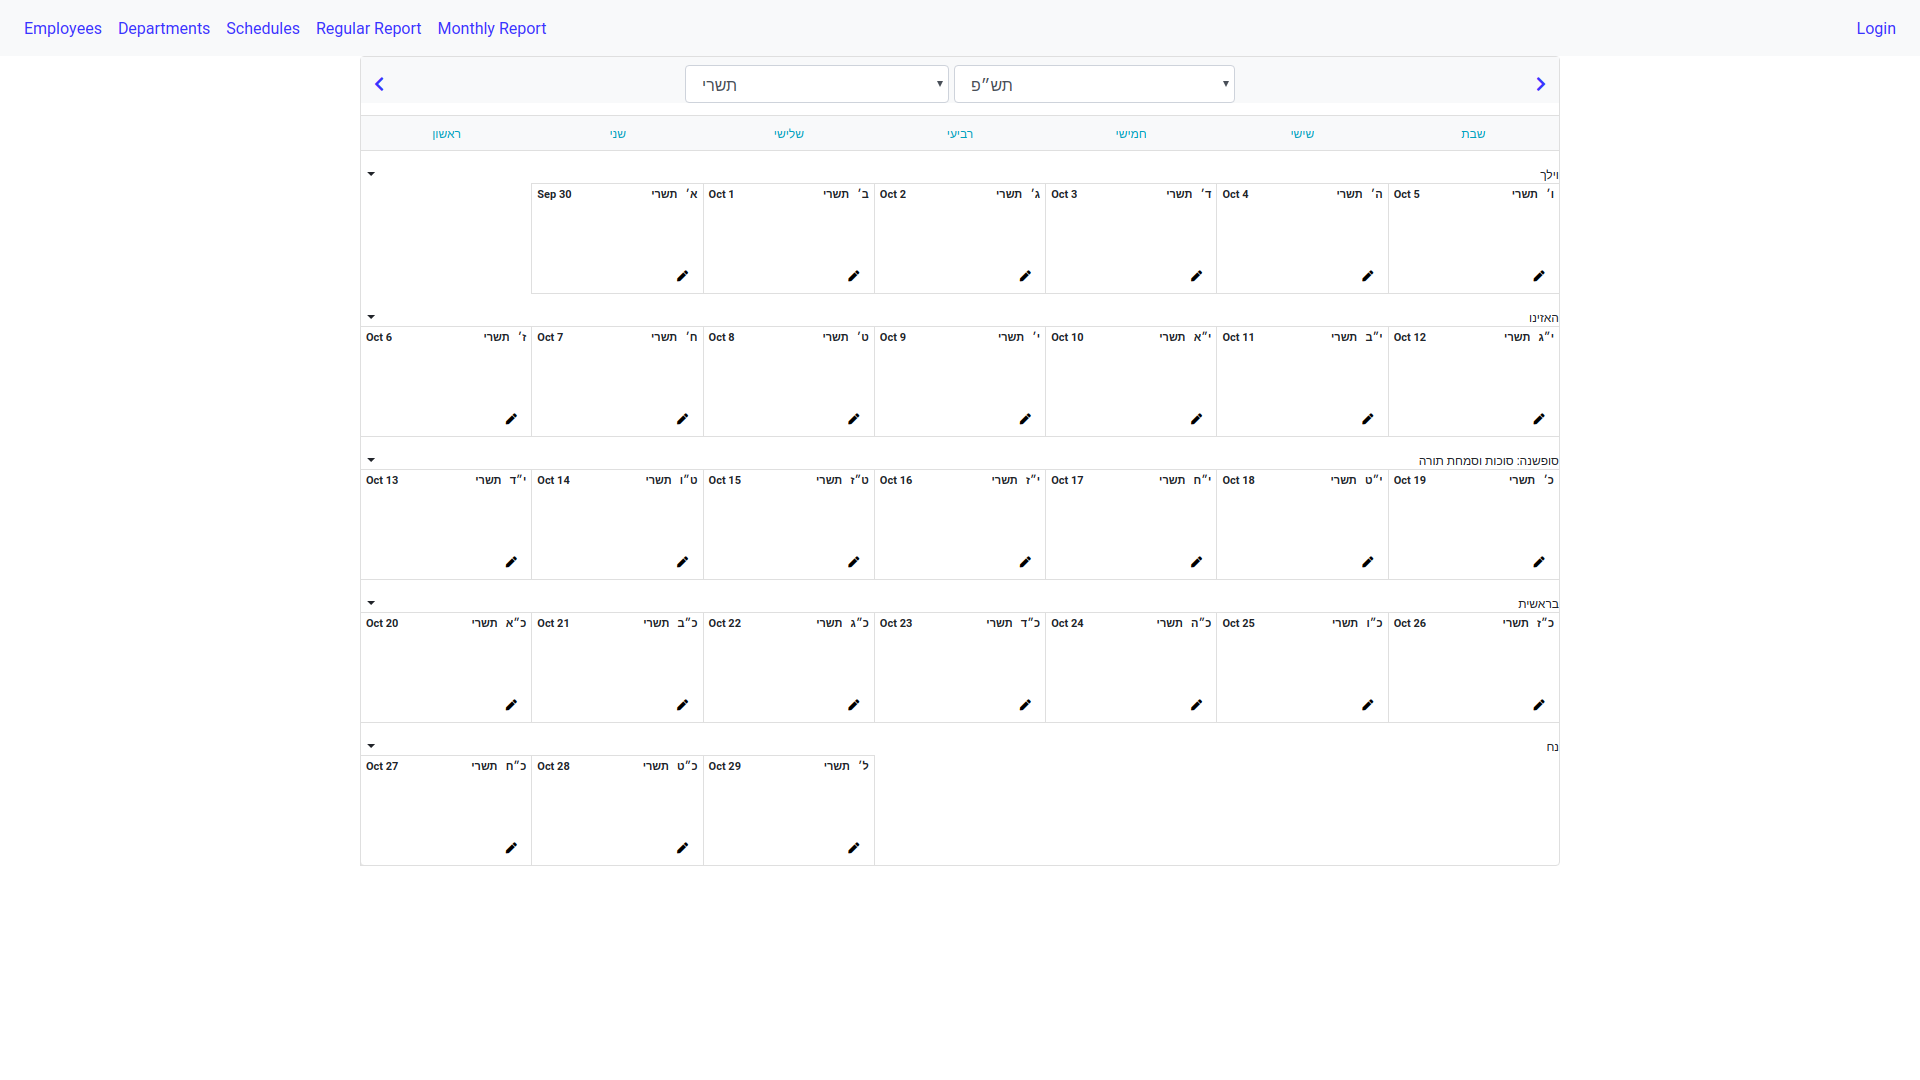 Employees Departments Schedules Regular Report Monthly Report Login
תשרי תש״פ
ראשון שני שלישי רביעי חמישי שישי שבת
וילך
Sep 30 א׳ תשרי Oct 1 ב׳ תשרי Oct 2 ג׳ תשרי Oct 3 ד׳ תשרי Oct 4 ה׳ תשרי Oct 5 ו׳ תשרי
האזינו
Oct 6 ז׳ תשרי Oct 7 ח׳ תשרי Oct 8 ט׳ תשרי Oct 9 י׳ תשרי Oct 10 י״א תשרי Oct 11 י״ב תשרי Oct 12 י״ג תשרי
סופשנה: סוכות וסמחת תורה
Oct 13 י״ד תשרי Oct 14 ט״ו תשרי Oct 15 ט״ז תשרי Oct 16 י״ז תשרי Oct 17 י״ח תשרי Oct 18 י״ט תשרי Oct 19 כ׳ תשרי
בראשית
Oct 20 כ״א תשרי Oct 21 כ״ב תשרי Oct 22 כ״ג תשרי Oct 23 כ״ד תשרי Oct 24 כ״ה תשרי Oct 25 כ״ו תשרי Oct 26 כ״ז תשרי
נח
Oct 27 כ״ח תשרי Oct 28 כ״ט תשרי Oct 29 ל׳ תשרי